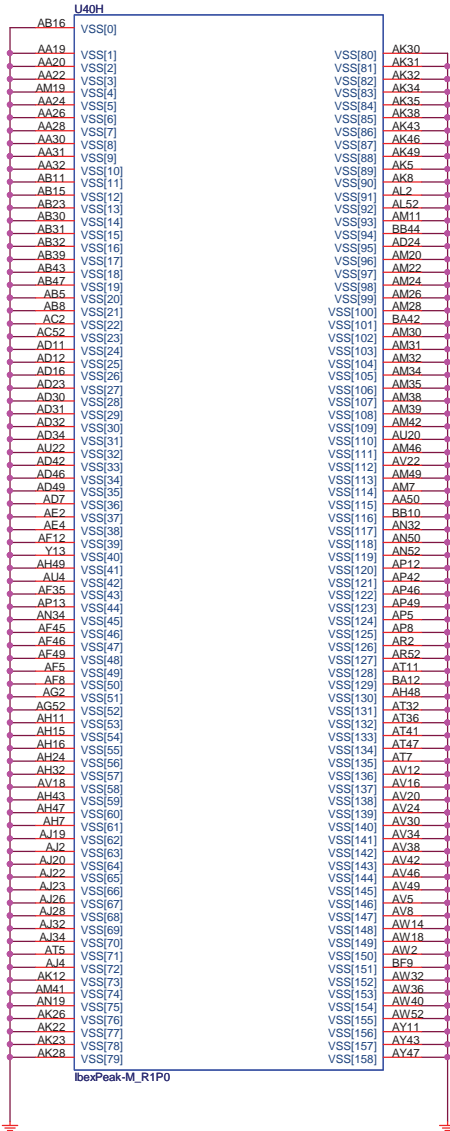 U40H
AB16 VSS[0]
AA19 VSS[1] VSS[80] AK30
AA20 VSS[2] VSS[81] AK31
AA22 VSS[3] VSS[82] AK32
AM19 VSS[4] VSS[83] AK34
AA24 VSS[5] VSS[84] AK35
AA26 VSS[6] VSS[85] AK38
AA28 VSS[7] VSS[86] AK43
AA30 VSS[8] VSS[87] AK46
AA31 VSS[9] VSS[88] AK49
AA32 VSS[10] VSS[89] AK5
AB11 VSS[11] VSS[90] AK8
AB15 VSS[12] VSS[91] AL2
AB23 VSS[13] VSS[92] AL52
AB30 VSS[14] VSS[93] AM11
AB31 VSS[15] VSS[94] BB44
AB32 VSS[16] VSS[95] AD24
AB39 VSS[17] VSS[96] AM20
AB43 VSS[18] VSS[97] AM22
AB47 VSS[19] VSS[98] AM24
AB5 VSS[20] VSS[99] AM26
AB8 VSS[21] VSS[100] AM28
AC2 VSS[22] VSS[101] BA42
AC52 VSS[23] VSS[102] AM30
AD11 VSS[24] VSS[103] AM31
AD12 VSS[25] VSS[104] AM32
AD16 VSS[26] VSS[105] AM34
AD23 VSS[27] VSS[106] AM35
AD30 VSS[28] VSS[107] AM38
AD31 VSS[29] VSS[108] AM39
AD32 VSS[30] VSS[109] AM42
AD34 VSS[31] VSS[110] AU20
AU22 VSS[32] VSS[111] AM46
AD42 VSS[33] VSS[112] AV22
AD46 VSS[34] VSS[113] AM49
AD49 VSS[35] VSS[114] AM7
AD7 VSS[36] VSS[115] AA50
AE2 VSS[37] VSS[116] BB10
AE4 VSS[38] VSS[117] AN32
AF12 VSS[39] VSS[118] AN50
Y13 VSS[40] VSS[119] AN52
AH49 VSS[41] VSS[120] AP12
AU4 VSS[42] VSS[121] AP42
AF35 VSS[43] VSS[122] AP46
AP13 VSS[44] VSS[123] AP49
AN34 VSS[45] VSS[124] AP5
AF45 VSS[46] VSS[125] AP8
AF46 VSS[47] VSS[126] AR2
AF49 VSS[48] VSS[127] AR52
AF5 VSS[49] VSS[128] AT11
AF8 VSS[50] VSS[129] BA12
AG2 VSS[51] VSS[130] AH48
AG52 VSS[52] VSS[131] AT32
AH11 VSS[53] VSS[132] AT36
AH15 VSS[54] VSS[133] AT41
AH16 VSS[55] VSS[134] AT47
AH24 VSS[56] VSS[135] AT7
AH32 VSS[57] VSS[136] AV12
AV18 VSS[58] VSS[137] AV16
AH43 VSS[59] VSS[138] AV20
AH47 VSS[60] VSS[139] AV24
AH7 VSS[61] VSS[140] AV30
AJ19 VSS[62] VSS[141] AV34
AJ2 VSS[63] VSS[142] AV38
AJ20 VSS[64] VSS[143] AV42
AJ22 VSS[65] VSS[144] AV46
AJ23 VSS[66] VSS[145] AV49
AJ26 VSS[67] VSS[146] AV5
AJ28 VSS[68] VSS[147] AV8
AJ32 VSS[69] VSS[148] AW14
AJ34 VSS[70] VSS[149] AW18
AT5 VSS[71] VSS[150] AW2
AJ4 VSS[72] VSS[151] BF9
AK12 VSS[73] VSS[152] AW32
AM41 VSS[74] VSS[153] AW36
AN19 VSS[75] VSS[154] AW40
AK26 VSS[76] VSS[155] AW52
AK22 VSS[77] VSS[156] AY11
AK23 VSS[78] VSS[157] AY43
AK28 VSS[79] VSS[158] AY47
IbexPeak-M_R1P0